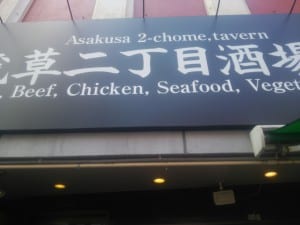 Asakusa 2-chome,tavern
草二丁目酒場
Beef, Chicken, Seafood,